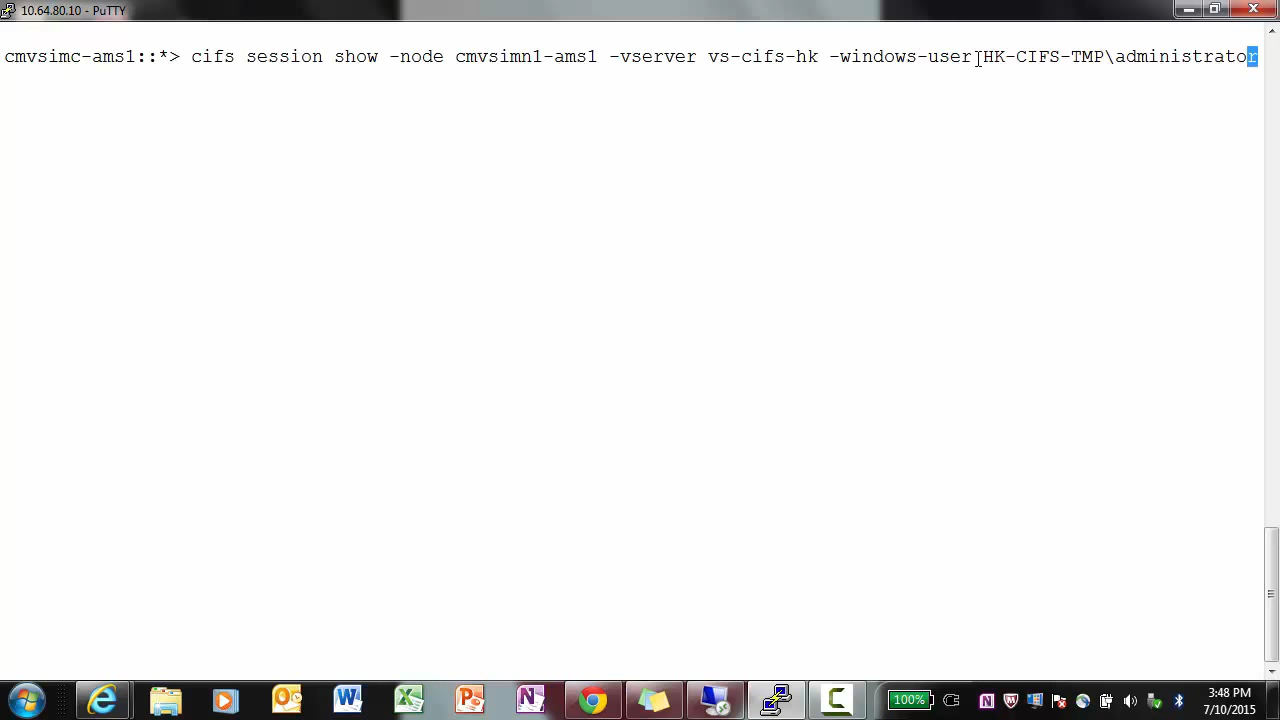 10.64.80.10 - PuTTY
cmvsimc-ams1::*> cifs session show -node cmvsimn1-ams1 -vserver vs-cifs-hk -windows-user HK-CIFS-TMP\administrator
100%
3:48 PM
7/10/2015